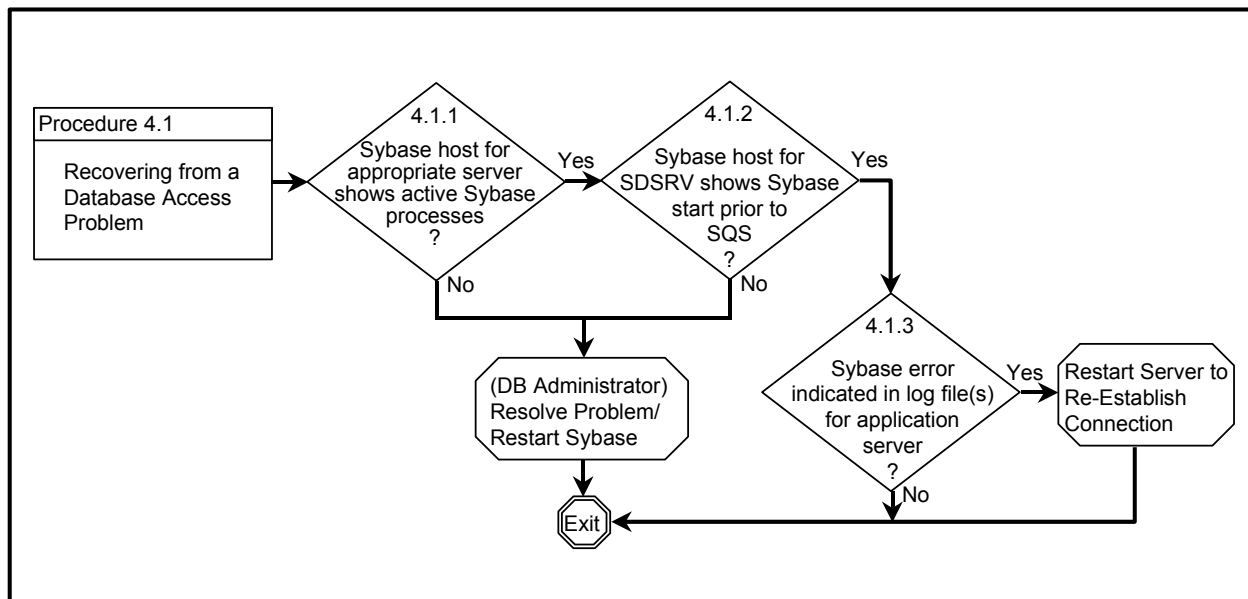 Procedure 4.1
Recovering from a
Database Access
Problem
4.1.1
Sybase host for
appropriate server
shows active Sybase
processes
?
Yes
No
4.1.2
Sybase host for
SDSRV shows Sybase
start prior to
SQS
?
Yes
No
(DB Administrator)
Resolve Problem/
Restart Sybase
4.1.3
Sybase error
indicated in log file(s)
for application
server
?
Yes
No
Restart Server to
Re-Establish
Connection
Exit